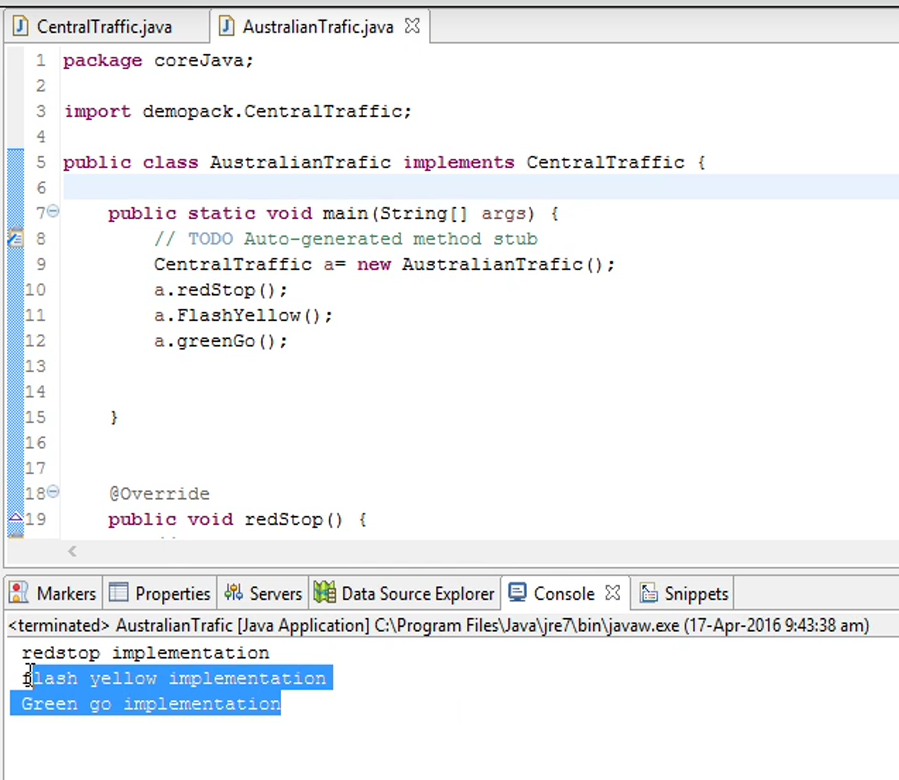 CentralTraffic.java AustralianTrafic.java
1 package coreJava;
2
3 import demopack.CentralTraffic;
4
5 public class AustralianTrafic implements CentralTraffic {
6
7 public static void main(String[] args) {
8 // TODO Auto-generated method stub
9 CentralTraffic a= new AustralianTrafic();
10 a.redStop();
11 a.FlashYellow();
12 a.greenGo();
13
14
15 }
16
17
18 @Override
19 public void redStop() {
Markers Properties Servers Data Source Explorer Console Snippets
<terminated> AustralianTrafic [Java Application] C:\Program Files\Java\jre7\bin\javaw.exe (17-Apr-2016 9:43:38 am)
redstop implementation
flash yellow implementation
Green go implementation